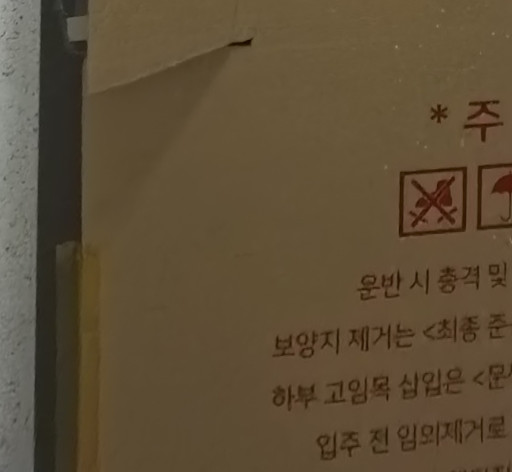 * 주
운반 시 충격 및
보양지 제거는 <최종 준
하부 고임목 삽입은 <문
입주 전 임의제거로